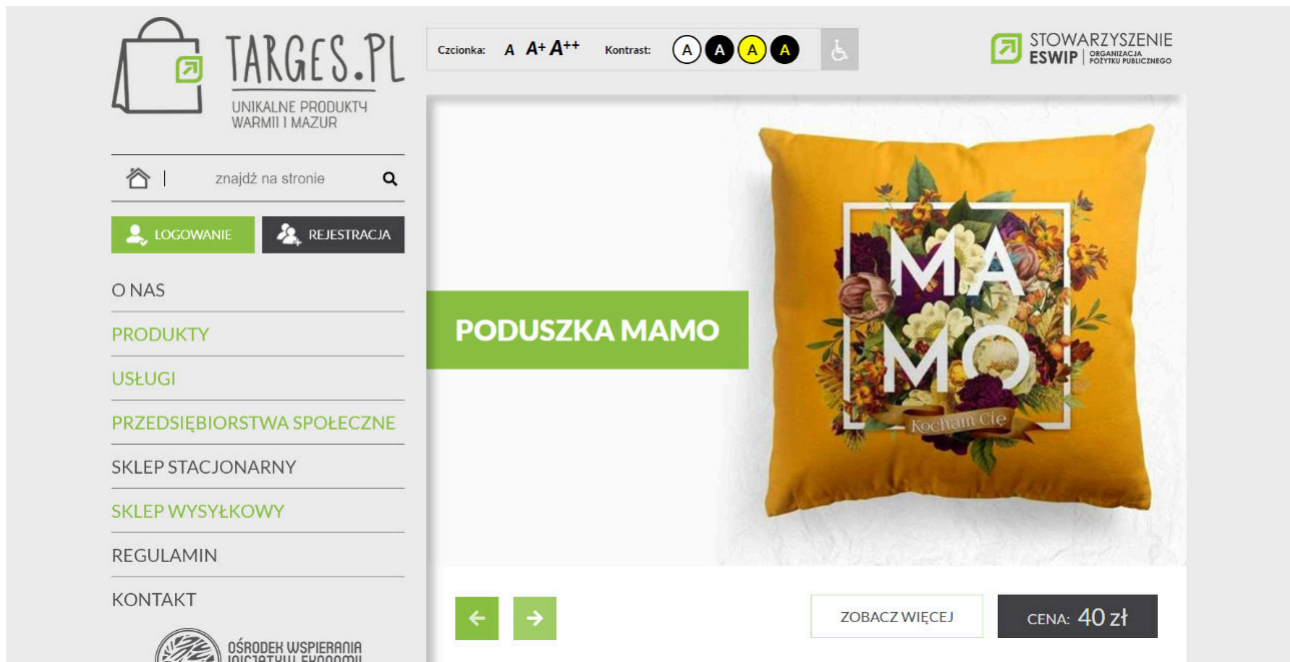 TARGES.PL
UNIKALNE PRODUKTY
WARMII I MAZUR
znajdź na stronie
LOGOWANIE
REJESTRACJA
O NAS
PRODUKTY
USŁUGI
PRZEDSIĘBIORSTWA SPOŁECZNE
SKLEP STACJONARNY
SKLEP WYSYŁKOWY
REGULAMIN
KONTAKT
OŚRODEK WSPIERANIA
INICJATYW EKONOMII
Czcionka: A A+ A++ Kontrast: A A A A
STOWARZYSZENIE
ESWIP | ORGANIZACJA
POŻYTKU PUBLICZNEGO
PODUSZKA MAMO
MA
MO
Kocham Cię
ZOBACZ WIĘCEJ
CENA: 40 zł